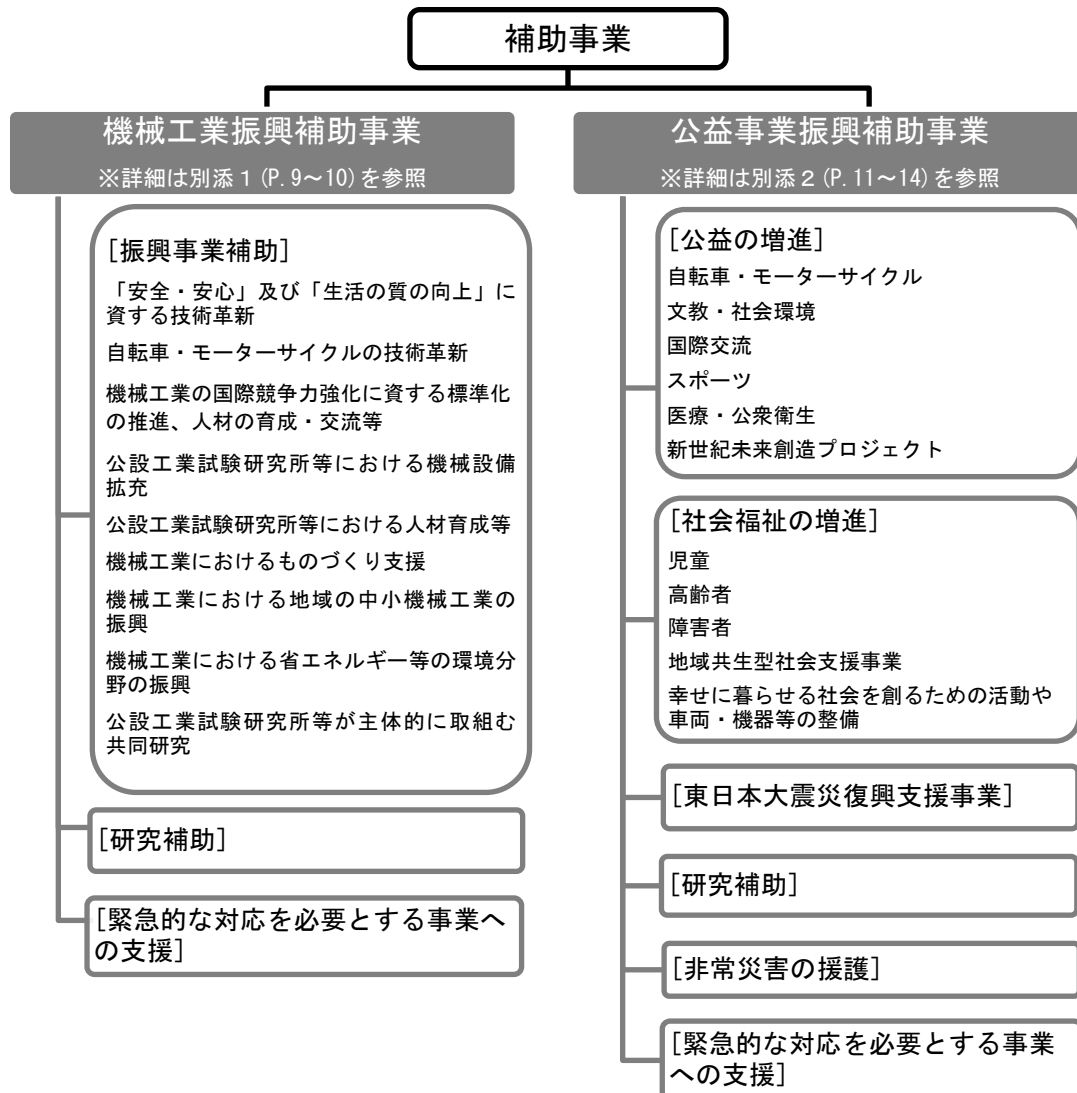 補助事業
機械工業振興補助事業
※詳細は別添1(P.9～10)を参照
[振興事業補助]
「安全・安心」及び「生活の質の向上」に
資する技術革新
自転車・モーターサイクルの技術革新
機械工業の国際競争力強化に資する標準化
の推進、人材の育成・交流等
公設工業試験研究所等における機械設備
拡充
公設工業試験研究所等における人材育成等
機械工業におけるものづくり支援
機械工業における地域の中小機械工業の
振興
機械工業における省エネルギー等の環境分
野の振興
公設工業試験研究所等が主体的に取組む
共同研究
[研究補助]
[緊急的な対応を必要とする事業へ
の支援]
公益事業振興補助事業
※詳細は別添2(P.11～14)を参照
[公益の増進]
自転車・モーターサイクル
文教・社会環境
国際交流
スポーツ
医療・公衆衛生
新世紀未来創造プロジェクト
[社会福祉の増進]
児童
高齢者
障害者
地域共生型社会支援事業
幸せに暮らせる社会を創るための活動や
車両・機器等の整備
[東日本大震災復興支援事業]
[研究補助]
[非常災害の援護]
[緊急的な対応を必要とする事業
への支援]